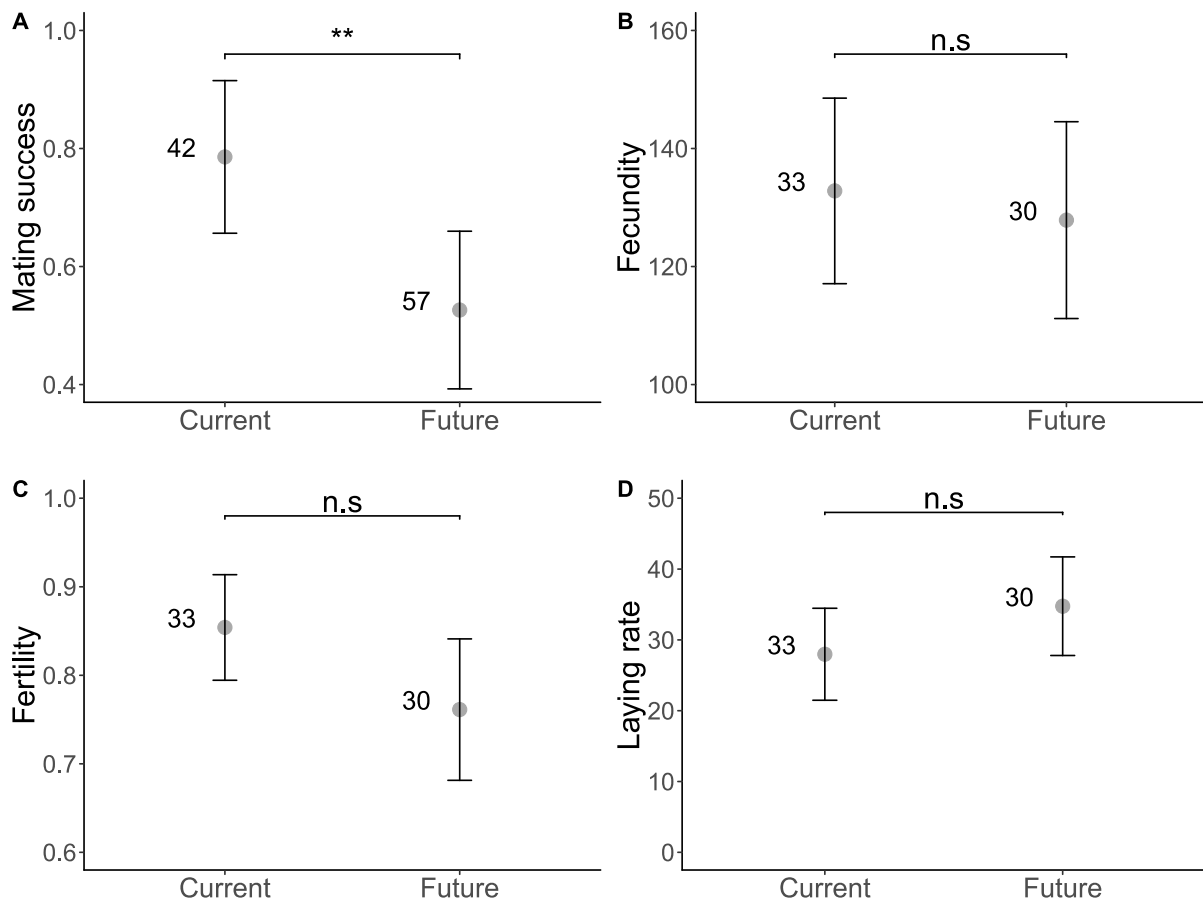 A
Mating success
1.0
0.8
0.6
0.4
**
42
57
Current
Future
B
Fecundity
160
140
120
100
n.s
33
30
Current
Future
C
Fertility
1.0
0.9
0.8
0.7
0.6
n.s
33
30
Current
Future
D
Laying rate
50
40
30
20
10
0
n.s
33
30
Current
Future